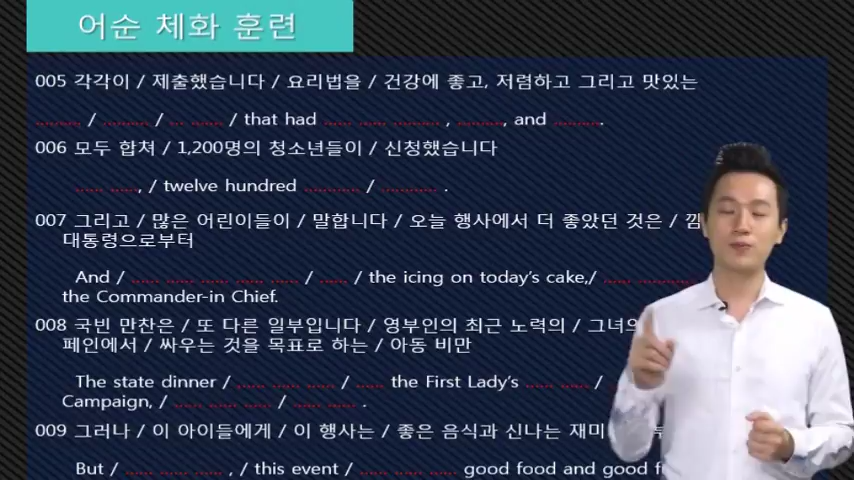 어순 체화 훈련
005 각각이 / 제출했습니다 / 요리법을 / 건강에 좋고, 저렴하고 그리고 맛있는
......... / ......... / ... ...... / that had ...... ...... ......... , ........., and .........
006 모두 합쳐 / 1,200명의 청소년들이 / 신청했습니다
...... ......, / twelve hundred ............ / ............ .
007 그리고 / 많은 어린이들이 / 말합니다 / 오늘 행사에서 더 좋았던 것은 / 깜
대통령으로부터
And / ...... ...... ...... ...... ...... / ...... / the icing on today's cake,/ ...... ............
the Commander-in Chief.
008 국빈 만찬은 / 또 다른 일부입니다 / 영부인의 최근 노력의 / 그녀의
페인에서 / 싸우는 것을 목표로 하는 / 아동 비만
The state dinner / ...... ...... ...... / ...... the First Lady's ...... ...... /
Campaign, / ...... ...... ...... / ...... ...... .
009 그러나 / 이 아이들에게 / 이 행사는 / 좋은 음식과 신나는 재미
But / ...... ...... ...... , / this event / ...... ...... ...... good food and good